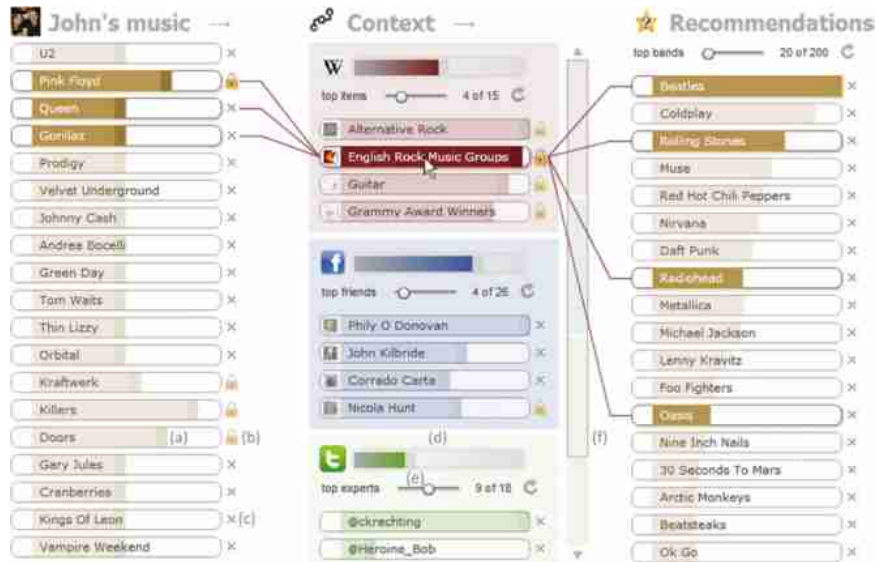 John's music →
U2
Pink Floyd
Queen
Gorillaz
Prodigy
Velvet Underground
Johnny Cash
Andrea Bocelli
Green Day
Tom Waits
Thin Lizzy
Orbital
Kraftwerk
Killers
Doors (a) (b)
Gary Jules
Cranberries
Kings Of Leon (c)
Vampire Weekend
Context →
W
top items 4 of 15
Alternative Rock
English Rock Music Groups
Guitar
Grammy Award Winners
f
top friends 4 of 26
Phily O Donovan
John Kilbride
Corrado Carta
Nicola Hunt
(d) (f)
t
(e)
top experts 9 of 18
@ckrechting
@Heroine_Bob
2 Recommendations
top bands 20 of 200
Beatles
Coldplay
Rolling Stones
Muse
Red Hot Chili Peppers
Nirvana
Daft Punk
Radiohead
Metallica
Michael Jackson
Lenny Kravitz
Foo Fighters
Oasis
Nine Inch Nails
30 Seconds To Mars
Arctic Monkeys
Beatsteaks
Ok Go